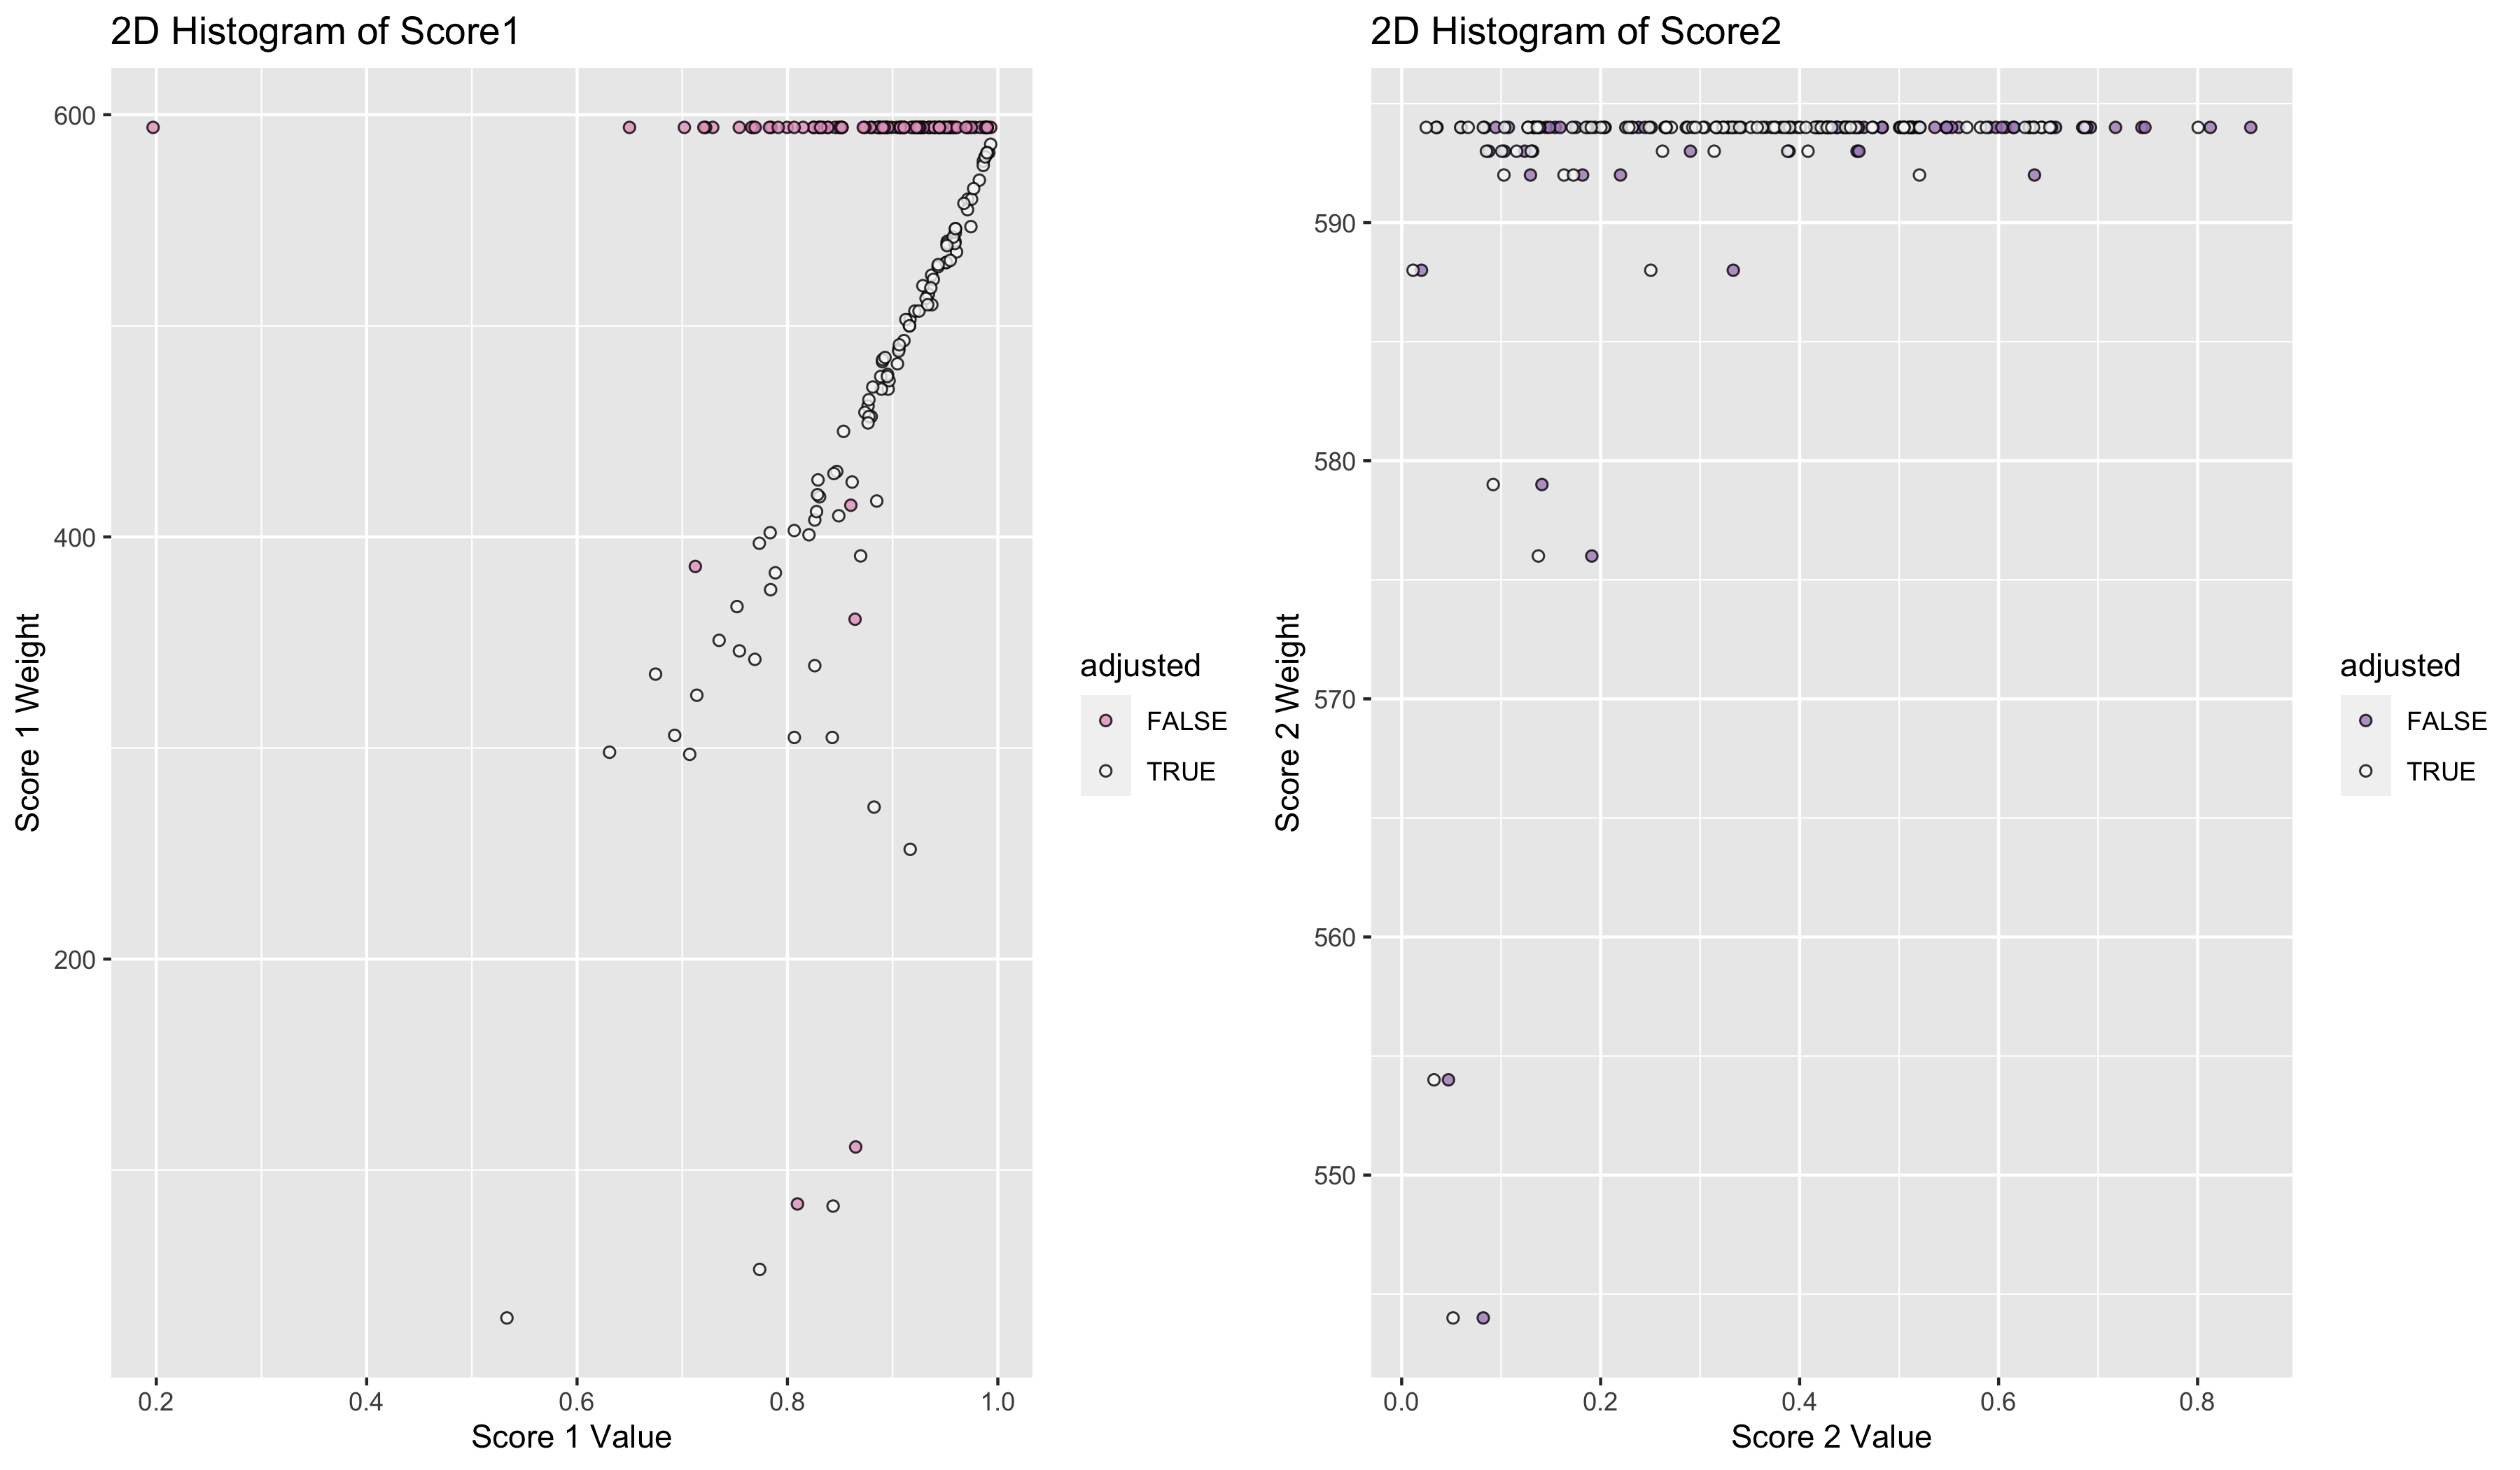 2D Histogram of Score1
600
400
200
Score 1 Weight
0.2 0.4 0.6 0.8 1.0
Score 1 Value
adjusted
FALSE
TRUE
2D Histogram of Score2
590
580
570
560
550
Score 2 Weight
0.0 0.2 0.4 0.6 0.8
Score 2 Value
adjusted
FALSE
TRUE